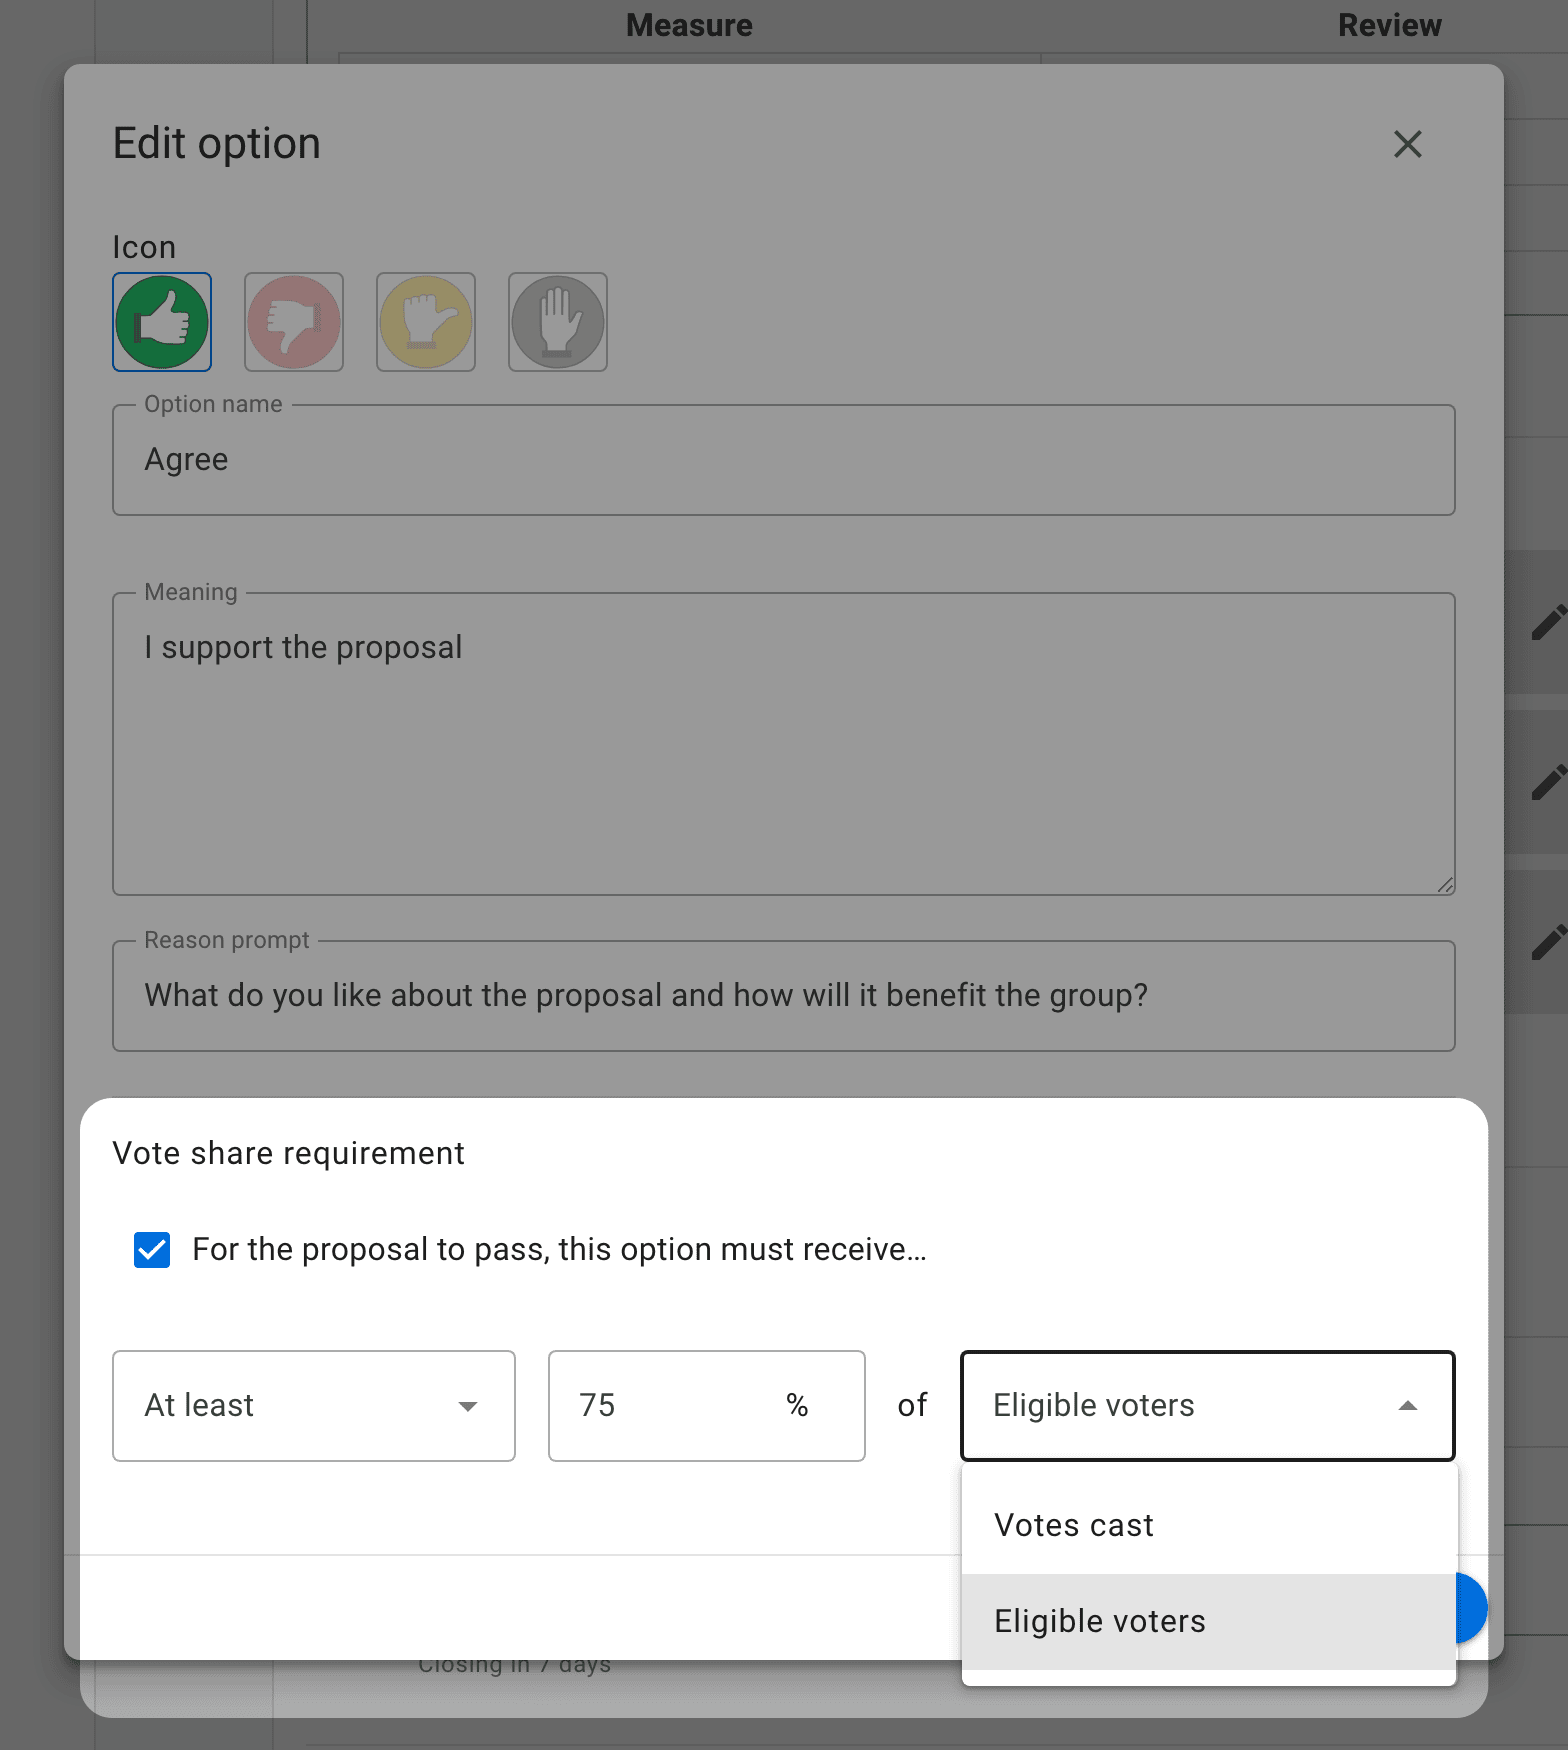 Measure Review
Edit option
Icon
Option name
Agree
Meaning
I support the proposal
Reason prompt
What do you like about the proposal and how will it benefit the group?
Vote share requirement
For the proposal to pass, this option must receive...
At least 75 % of Eligible voters
Votes cast
Eligible voters
Closing in 7 days